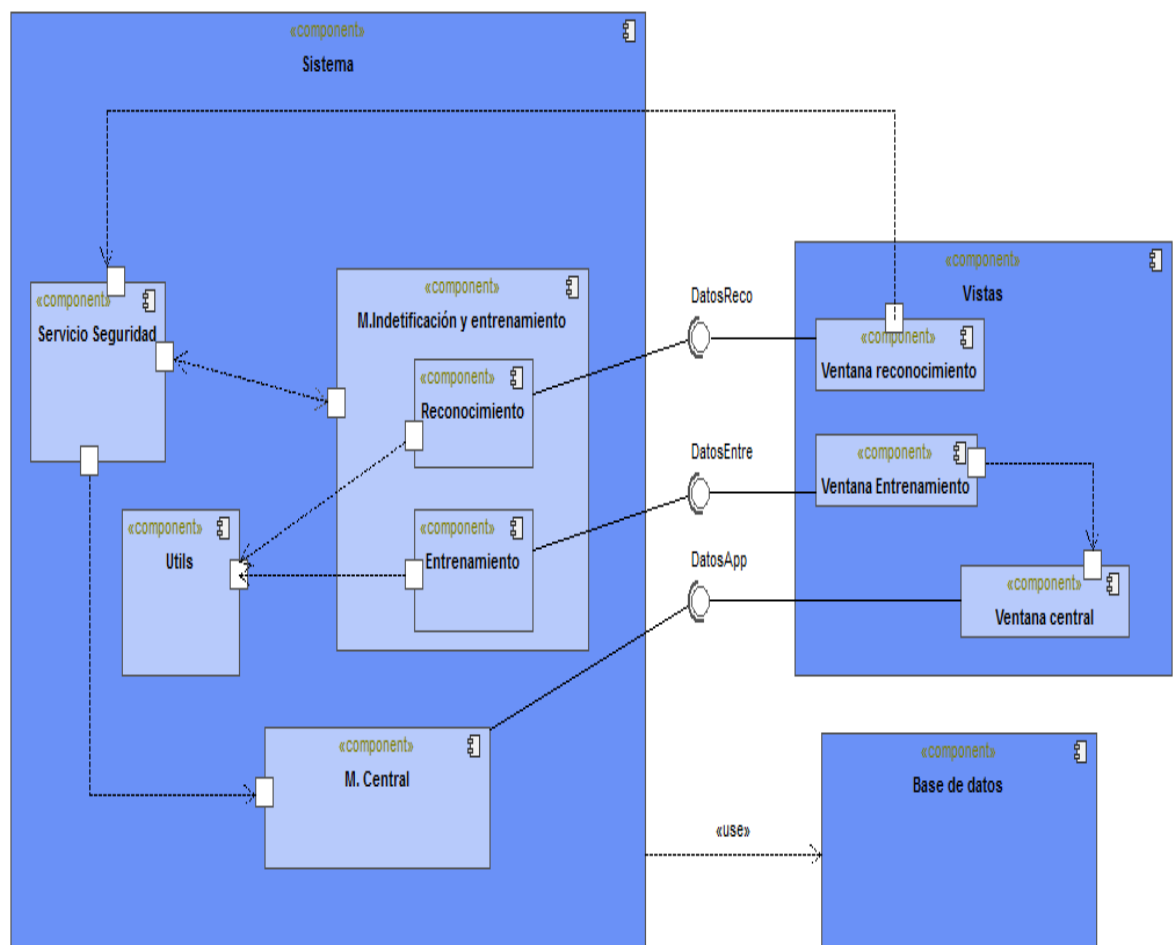 «component»
Sistema
«component»
Servicio Seguridad
«component»
M.Indetificación y entrenamiento
«component»
Reconocimiento
«component»
Entrenamiento
«component»
Utils
«component»
M. Central
DatosReco
DatosEntre
DatosApp
«component»
Vistas
«component»
Ventana reconocimiento
«component»
Ventana Entrenamiento
«component»
Ventana central
«use»
«component»
Base de datos